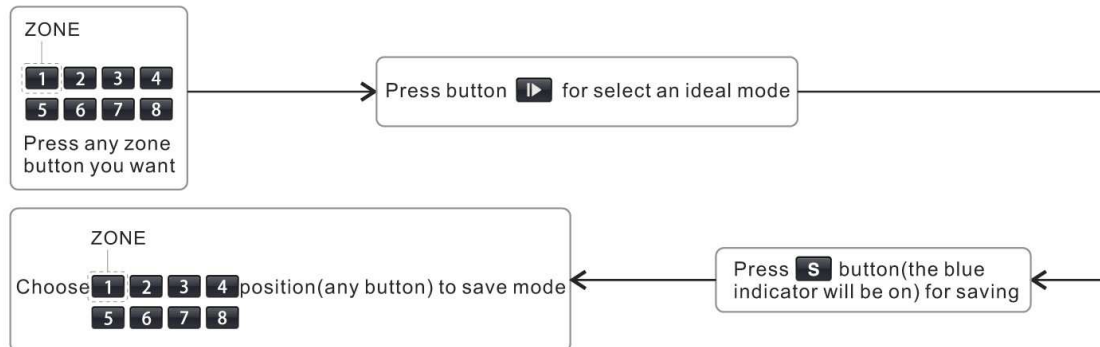 ZONE
1 2 3 4
5 6 7 8
Press any zone
button you want
Press button for select an ideal mode
Press S button(the blue
indicator will be on) for saving
ZONE
Choose 1 2 3 4 position(any button) to save mode
5 6 7 8